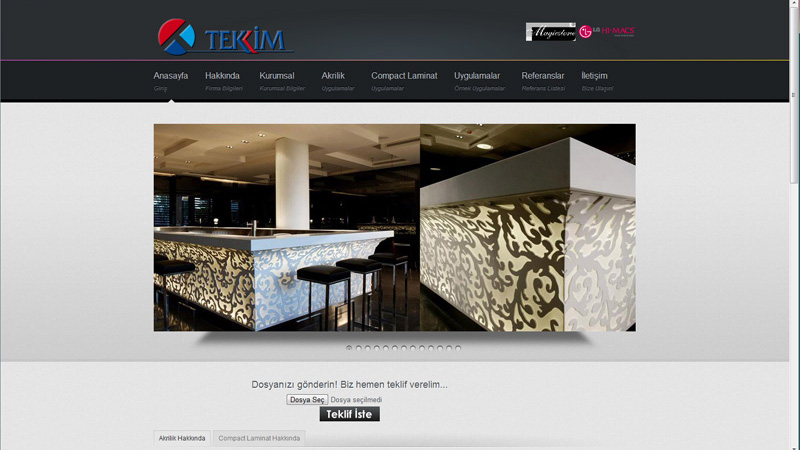 TEKKİM
Magicstone LG HI-MACS
Anasayfa Hakkında Kurumsal Akrilik Compact Laminat Uygulamalar Referanslar İletişim
Giriş Firma Bilgileri Kurumsal Bilgiler Uygulamalar Uygulamalar Örnek Uygulamalar Referans Listesi Bize Ulaşın!
Dosyanızı gönderin! Biz hemen teklif verelim...
Dosya Seç Dosya seçilmedi
Teklif İste
Akrilik Hakkında Compact Laminat Hakkında